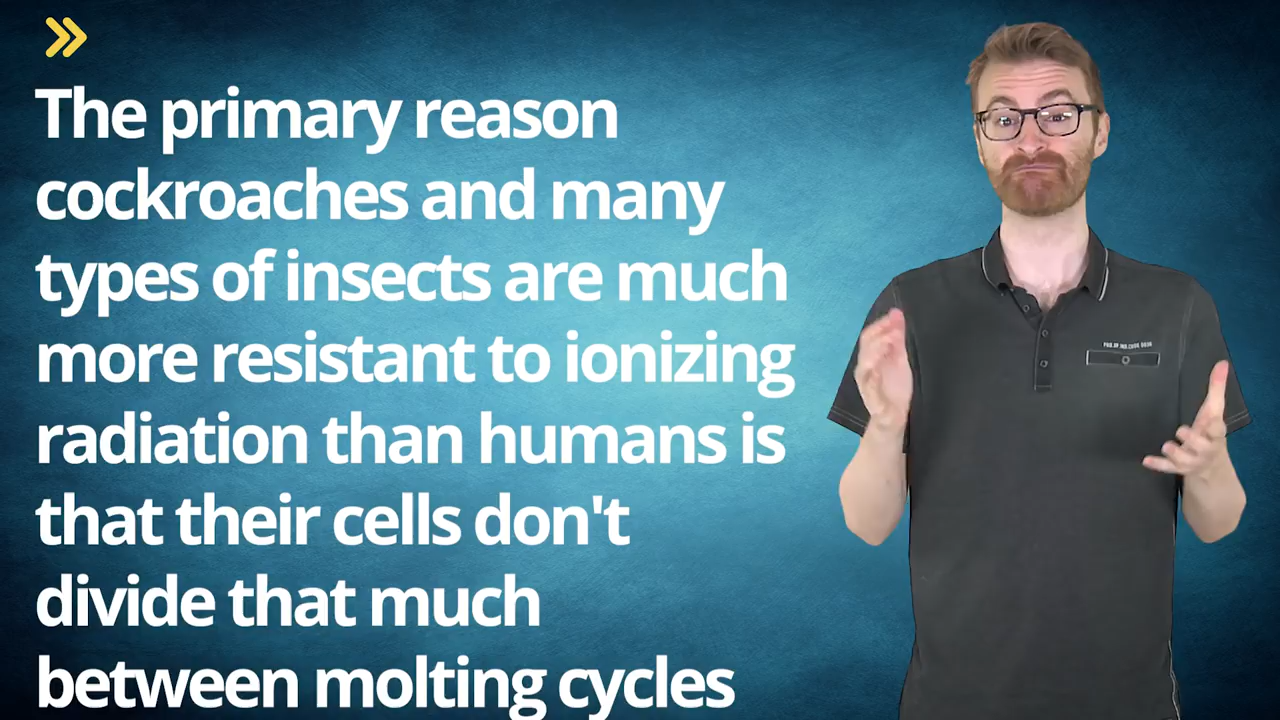 The primary reason
cockroaches and many
types of insects are much
more resistant to ionizing
radiation than humans is
that their cells don't
divide that much
between molting cycles